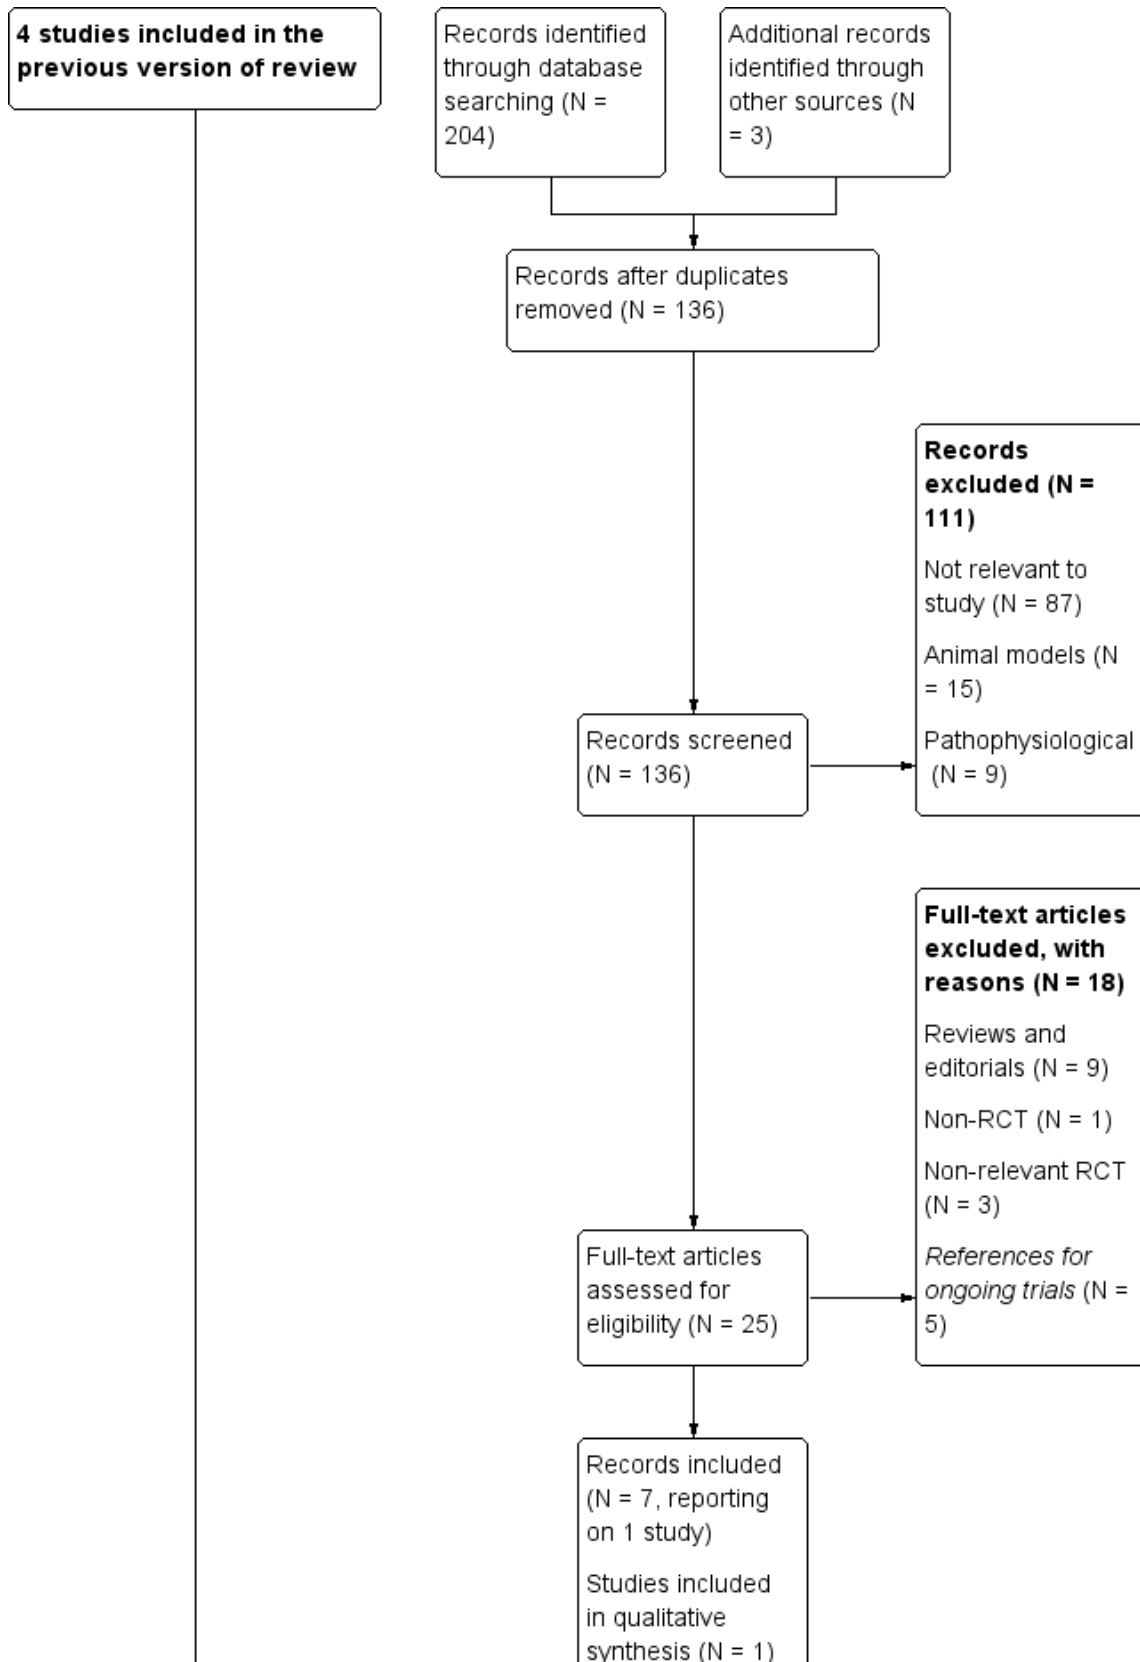 4 studies included in the
previous version of review
Records identified
through database
searching (N =
204)
Additional records
identified through
other sources (N
= 3)
Records after duplicates
removed (N = 136)
Records
excluded (N =
111)
Not relevant to
study (N = 87)
Animal models (N
= 15)
Pathophysiological
(N = 9)
Records screened
(N = 136)
Full-text articles
excluded, with
reasons (N = 18)
Reviews and
editorials (N = 9)
Non-RCT (N = 1)
Non-relevant RCT
(N = 3)
References for
ongoing trials (N =
5)
Full-text articles
assessed for
eligibility (N = 25)
Records included
(N = 7, reporting
on 1 study)
Studies included
in qualitative
synthesis (N = 1)